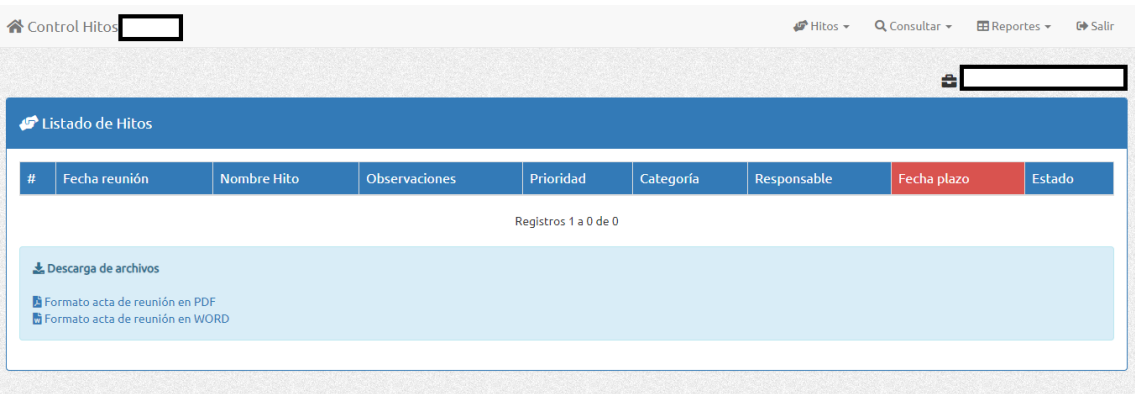 Control Hitos
Hitos
Consultar
Reportes
Salir
Listado de Hitos
# Fecha reunión Nombre Hito Observaciones Prioridad Categoría Responsable Fecha plazo Estado
Registros 1 a 0 de 0
Descarga de archivos
Formato acta de reunión en PDF
Formato acta de reunión en WORD